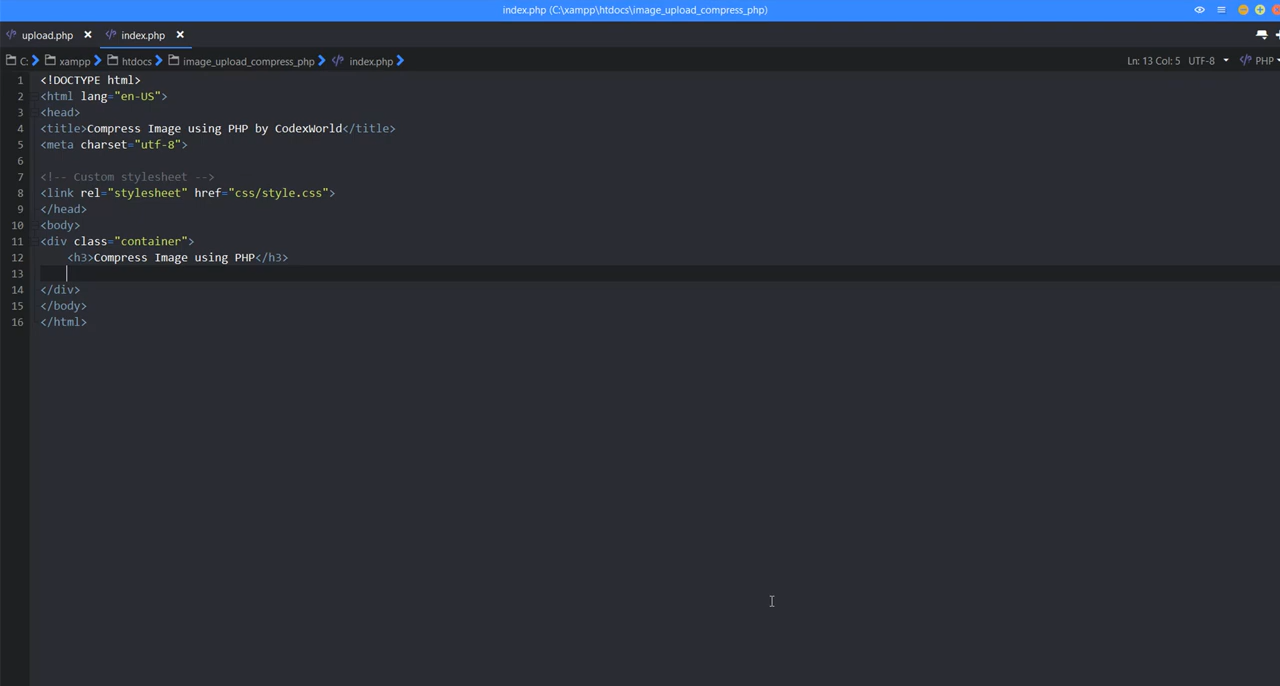 index.php (C:\xampp\htdocs\image_upload_compress_php)
upload.php index.php
C: xampp htdocs image_upload_compress_php index.php Ln: 13 Col: 5 UTF-8 PHP
1 <!DOCTYPE html>
2 <html lang="en-US">
3 <head>
4 <title>Compress Image using PHP by CodexWorld</title>
5 <meta charset="utf-8">
6
7 <!-- Custom stylesheet -->
8 <link rel="stylesheet" href="css/style.css">
9 </head>
10 <body>
11 <div class="container">
12     <h3>Compress Image using PHP</h3>
13
14 </div>
15 </body>
16 </html>